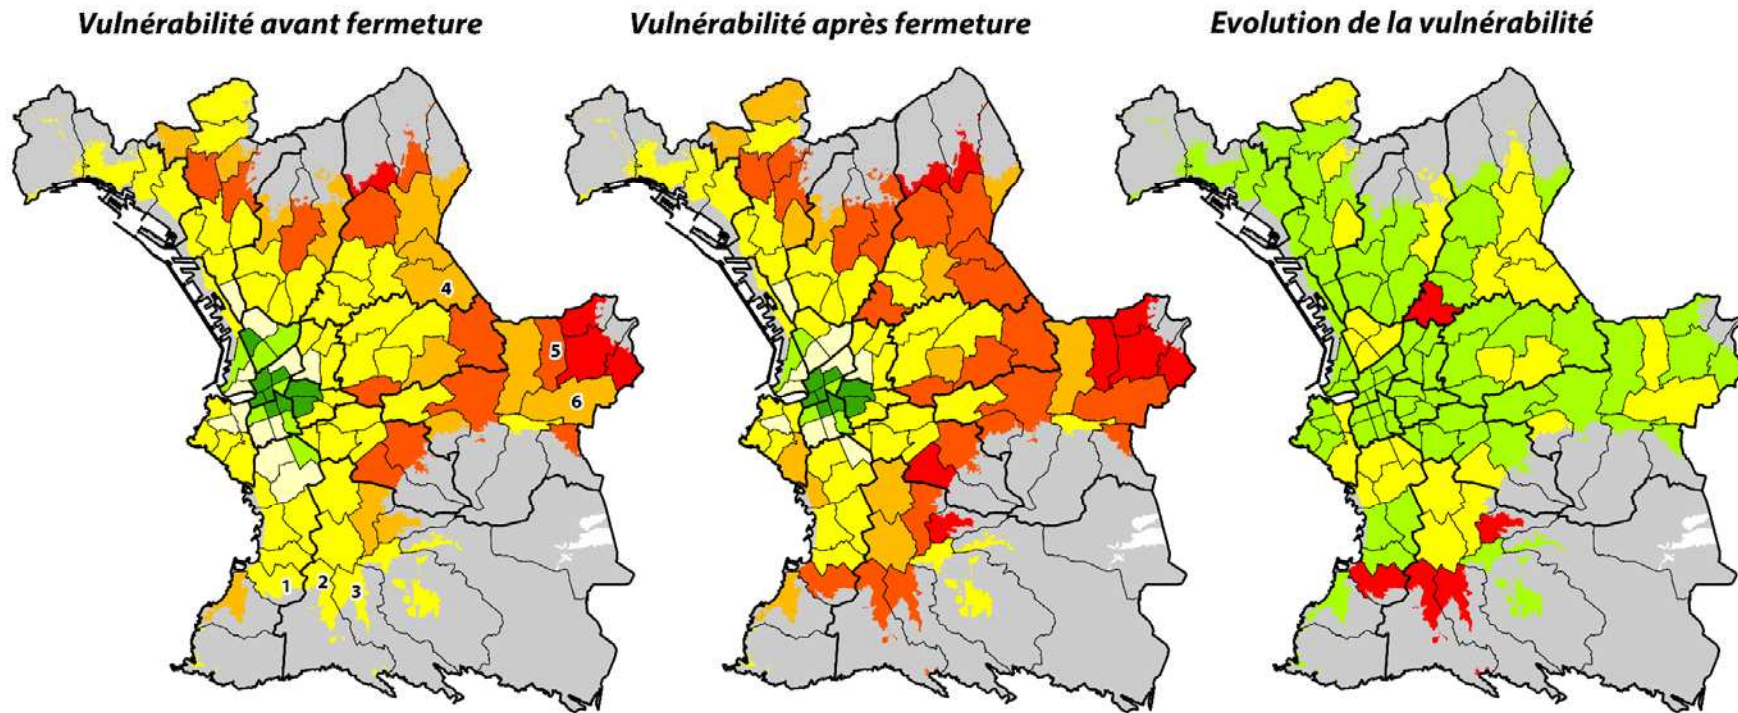 Vulnérabilité avant fermeture
Vulnérabilité après fermeture
Evolution de la vulnérabilité
4
5
6
1
2
3